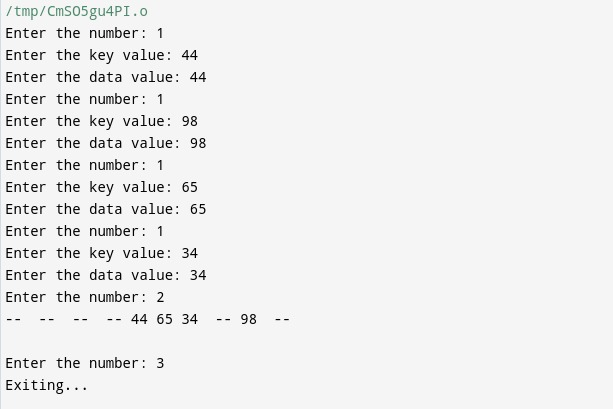 /tmp/CmSO5gu4PI.o
Enter the number: 1
Enter the key value: 44
Enter the data value: 44
Enter the number: 1
Enter the key value: 98
Enter the data value: 98
Enter the number: 1
Enter the key value: 65
Enter the data value: 65
Enter the number: 1
Enter the key value: 34
Enter the data value: 34
Enter the number: 2
--  --  --  -- 44 65 34  -- 98  --
Enter the number: 3
Exiting...